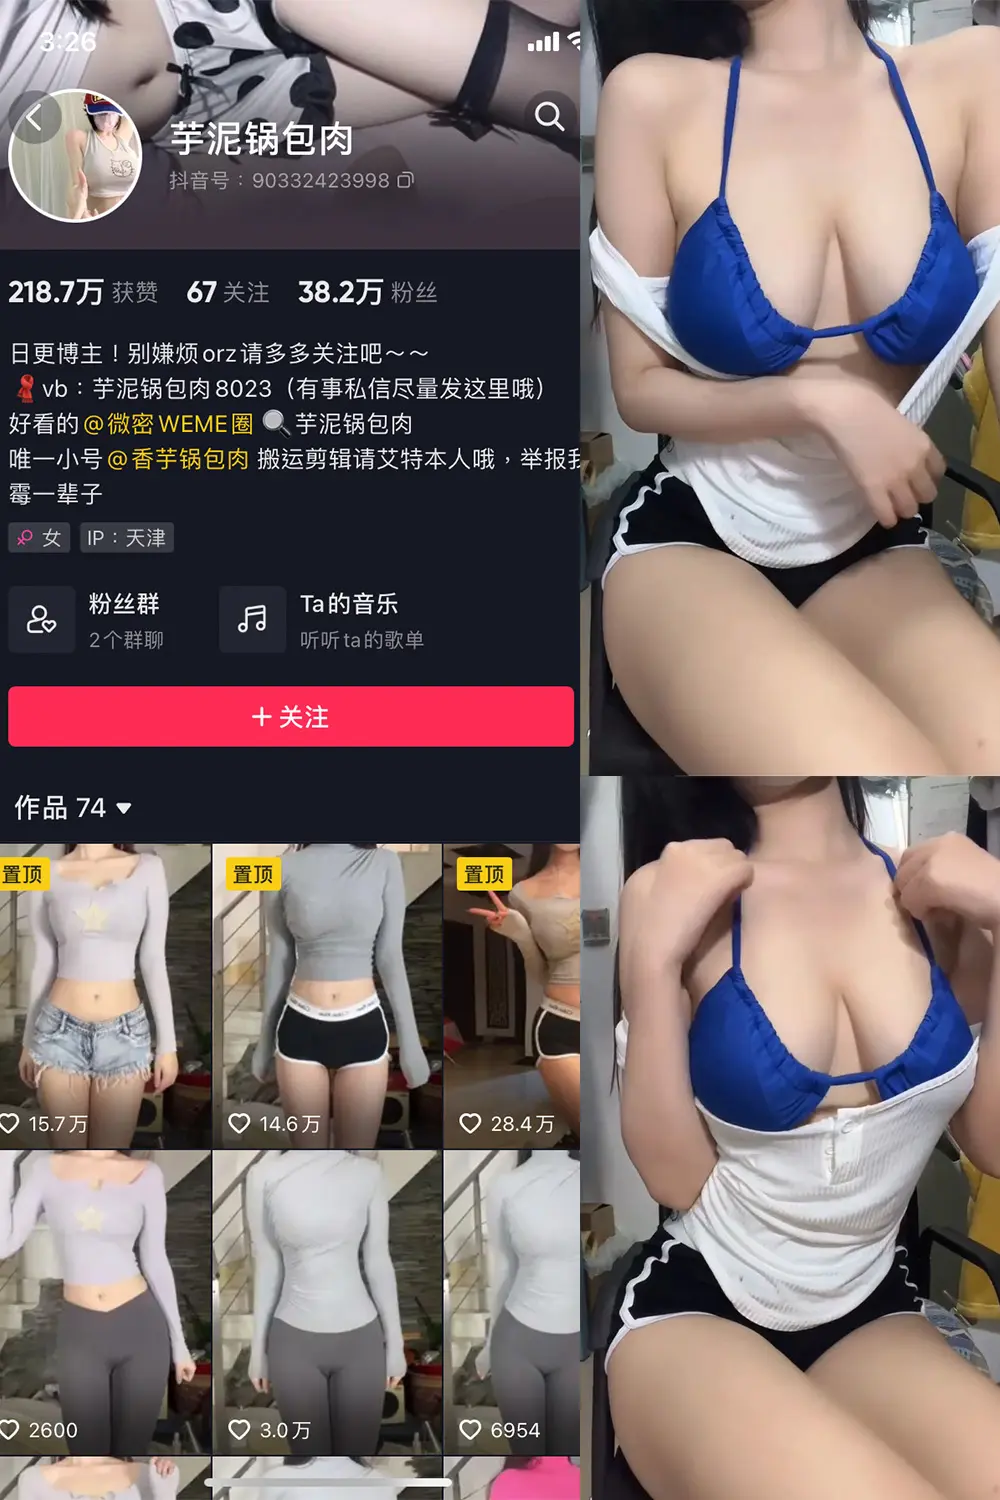 3:26
芋泥锅包肉
抖音号：90332423998
218.7万 获赞 67 关注 38.2万 粉丝
日更博主！别嫌烦orz请多多关注吧～～
vb：芋泥锅包肉8023（有事私信尽量发这里哦）
好看的@微密WEME圈 🔍芋泥锅包肉
唯一小号@香芋锅包肉 搬运剪辑请艾特本人哦，举报
霉一辈子
女 IP：天津
粉丝群
2个群聊
Ta的音乐
听听ta的歌单
+ 关注
作品 74
置顶 置顶 置顶
15.7万 14.6万 28.4万
2600 3.0万 6954